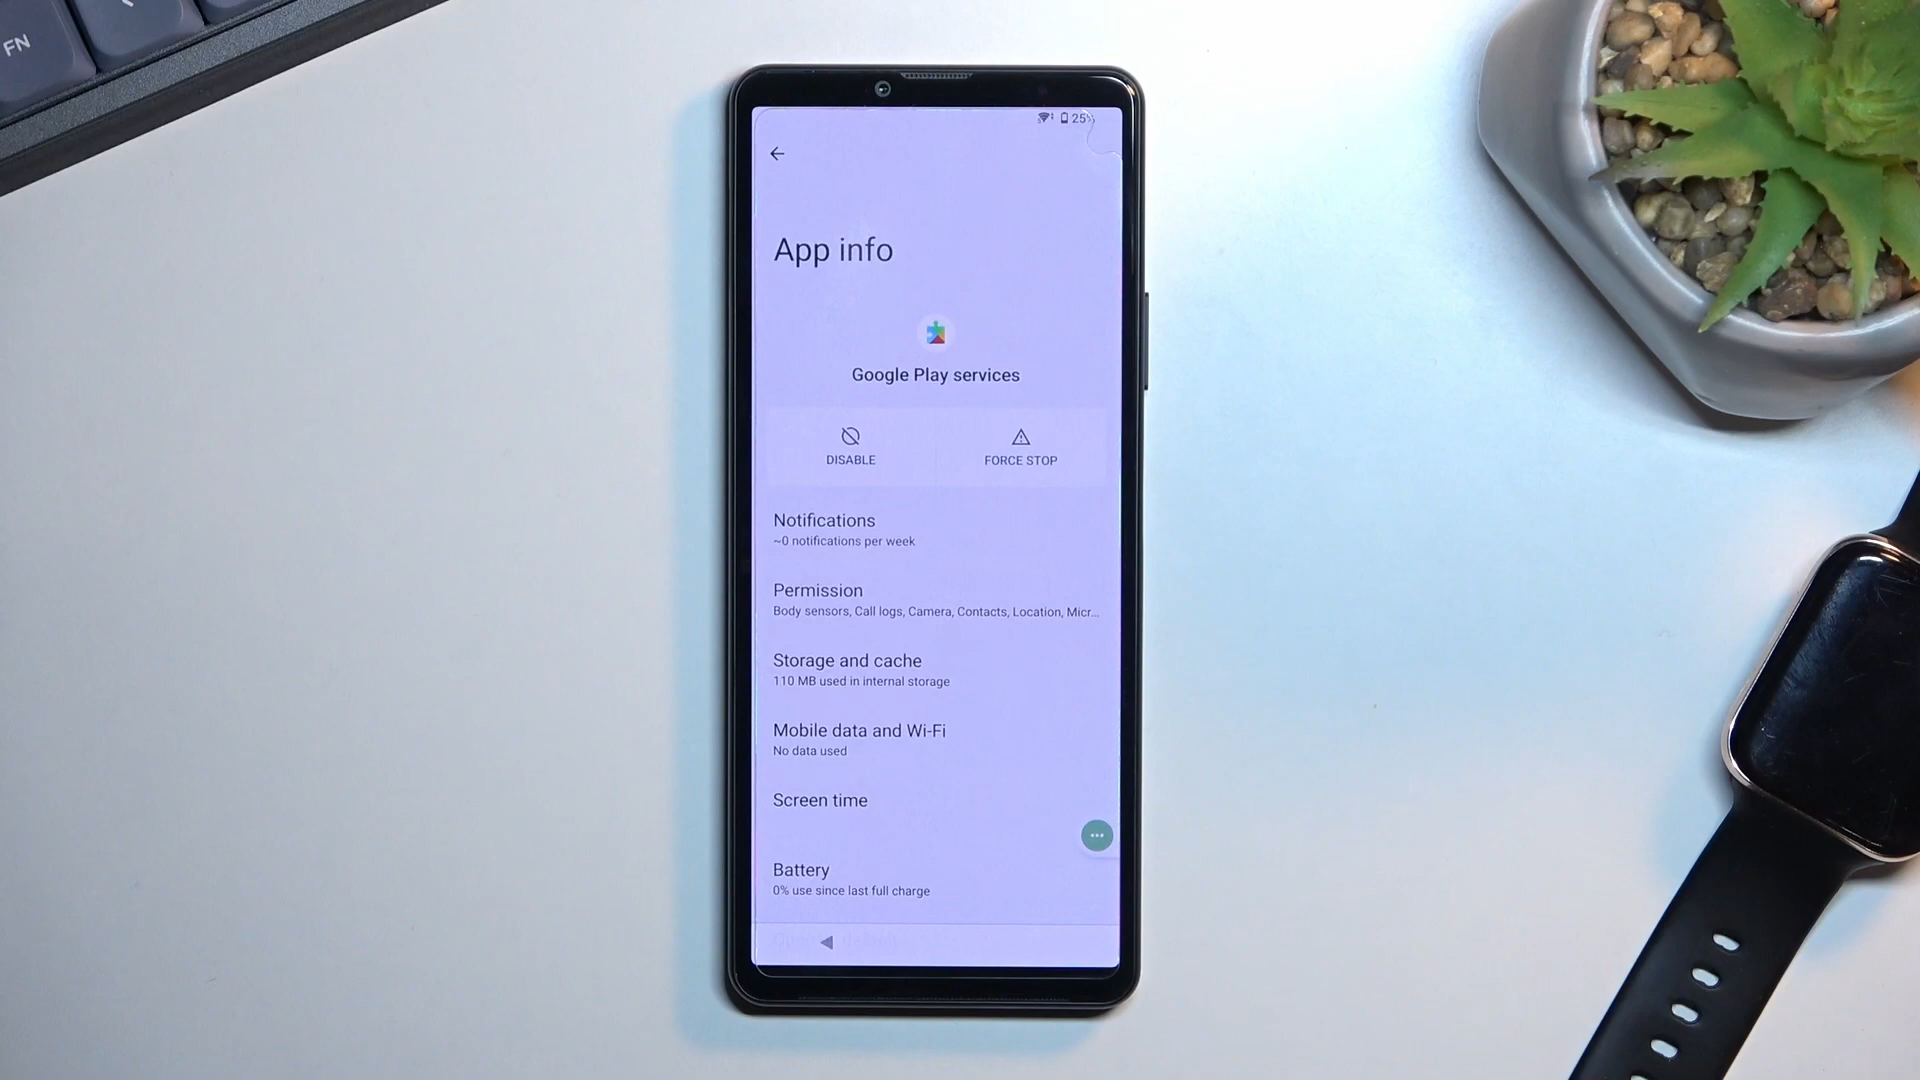 FN
25%
App info
Google Play services
DISABLE
FORCE STOP
Notifications
~0 notifications per week
Permission
Body sensors, Call logs, Camera, Contacts, Location, Micr...
Storage and cache
110 MB used in internal storage
Mobile data and Wi-Fi
No data used
Screen time
Battery
0% use since last full charge